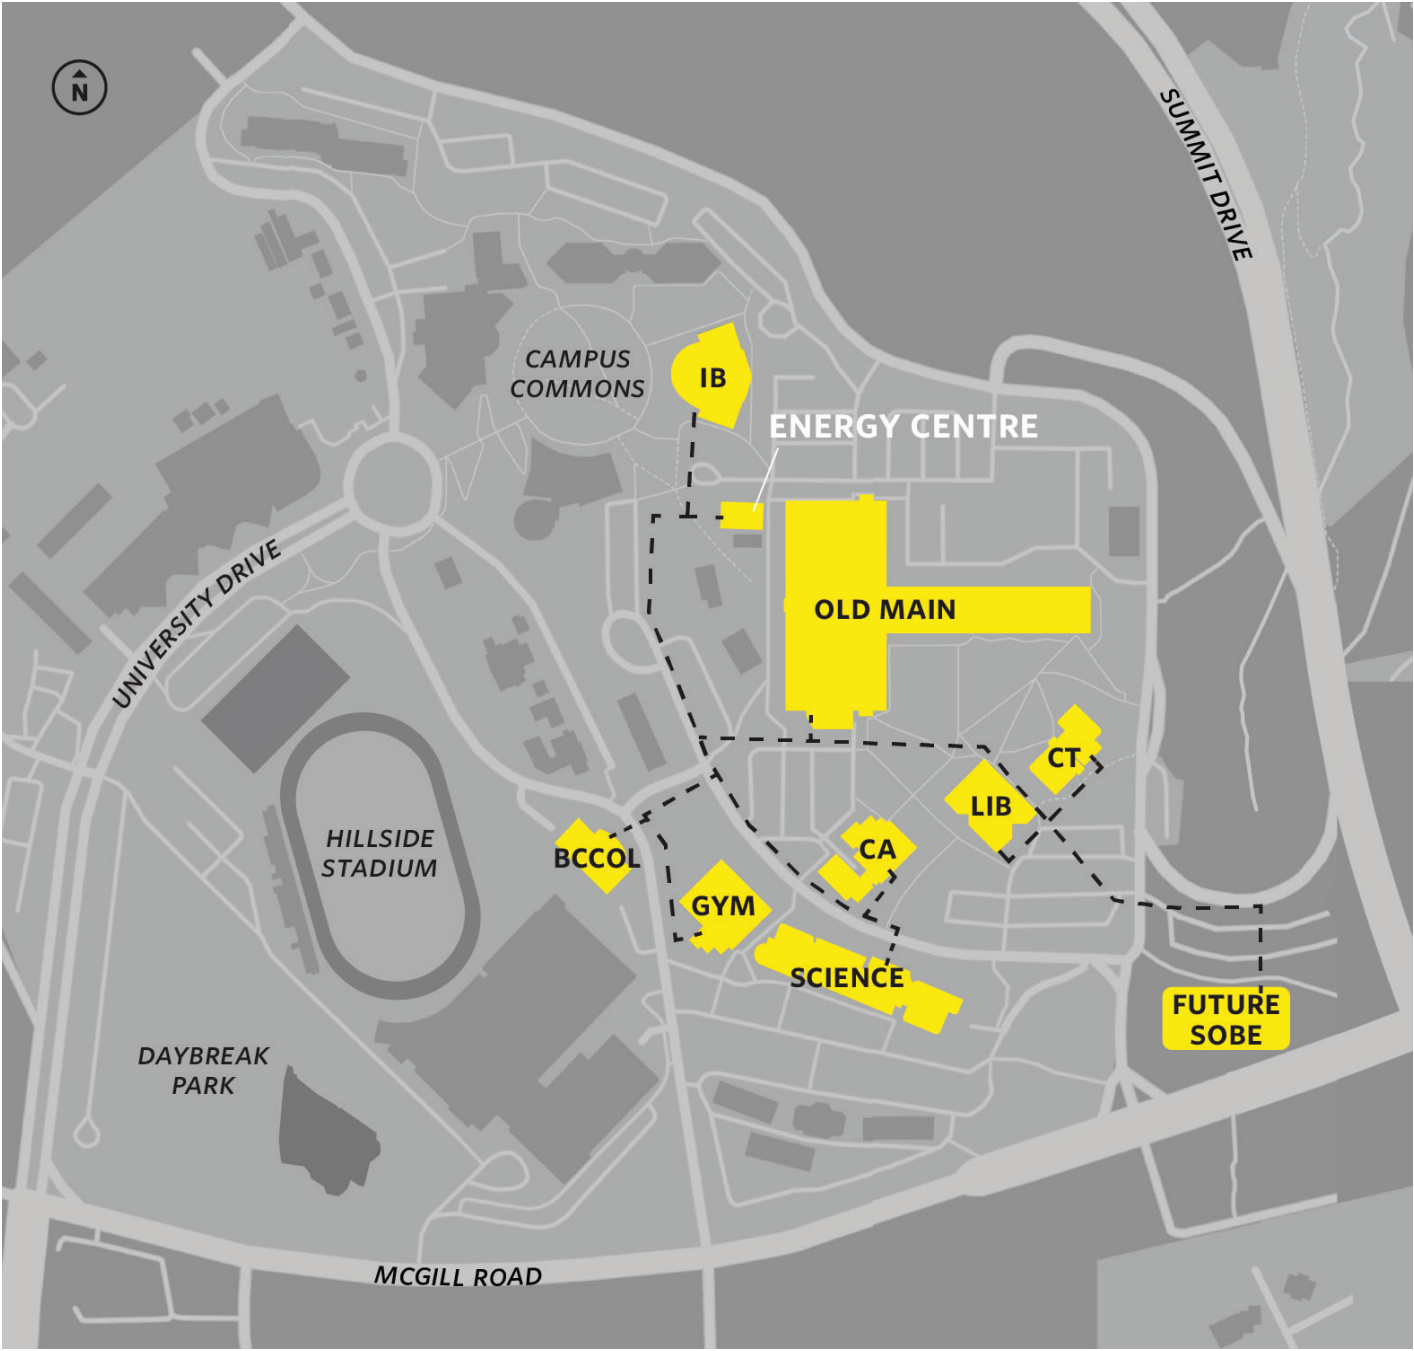 N
SUMMIT DRIVE
CAMPUS
COMMONS
IB
ENERGY CENTRE
OLD MAIN
UNIVERSITY DRIVE
CT
LIB
HILLSIDE
STADIUM
BCCOL
CA
GYM
SCIENCE
FUTURE
SOBE
DAYBREAK
PARK
MCGILL ROAD